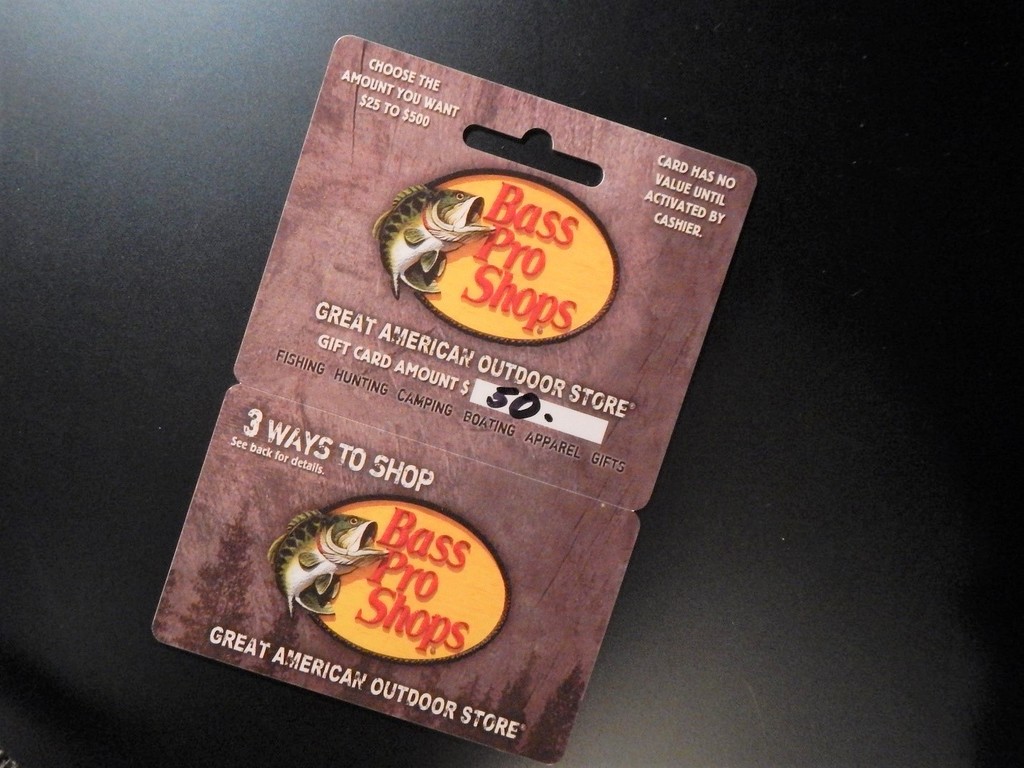 CHOOSE THE
AMOUNT YOU WANT
$25 TO $500
CARD HAS NO
VALUE UNTIL
ACTIVATED BY
CASHIER.
Bass
Pro
Shops
GREAT AMERICAN OUTDOOR STORE®
GIFT CARD AMOUNT $ 50.
FISHING HUNTING CAMPING BOATING APPAREL GIFTS
3 WAYS TO SHOP
See back for details.
Bass
Pro
Shops
GREAT AMERICAN OUTDOOR STORE®